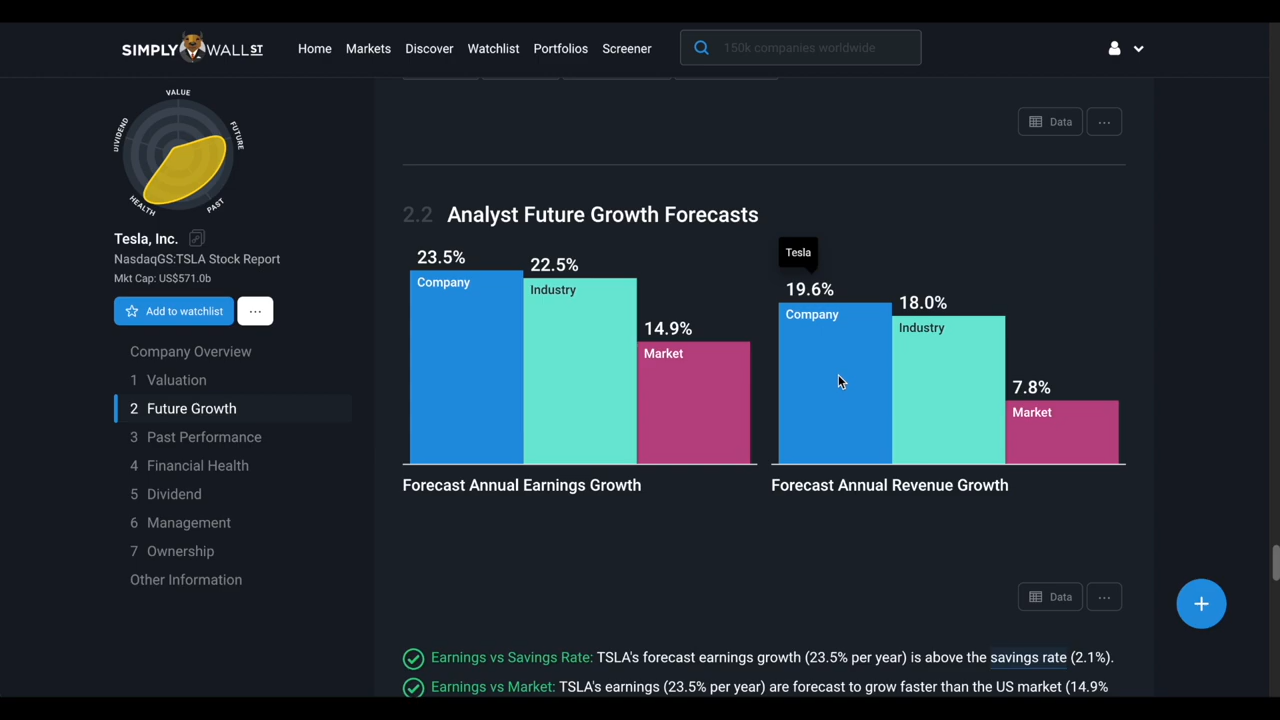 SIMPLY WALLST
Home Markets Discover Watchlist Portfolios Screener
150k companies worldwide
VALUE
FUTURE
PAST
HEALTH
DIVIDEND
Tesla, Inc.
NasdaqGS:TSLA Stock Report
Mkt Cap: US$571.0b
Add to watchlist
...
Company Overview
1 Valuation
2 Future Growth
3 Past Performance
4 Financial Health
5 Dividend
6 Management
7 Ownership
Other Information
Data ...
2.2 Analyst Future Growth Forecasts
23.5%
Company
22.5%
Industry
14.9%
Market
Forecast Annual Earnings Growth
Tesla
19.6%
Company
18.0%
Industry
7.8%
Market
Forecast Annual Revenue Growth
Data ...
+
Earnings vs Savings Rate: TSLA's forecast earnings growth (23.5% per year) is above the savings rate (2.1%).
Earnings vs Market: TSLA's earnings (23.5% per year) are forecast to grow faster than the US market (14.9%